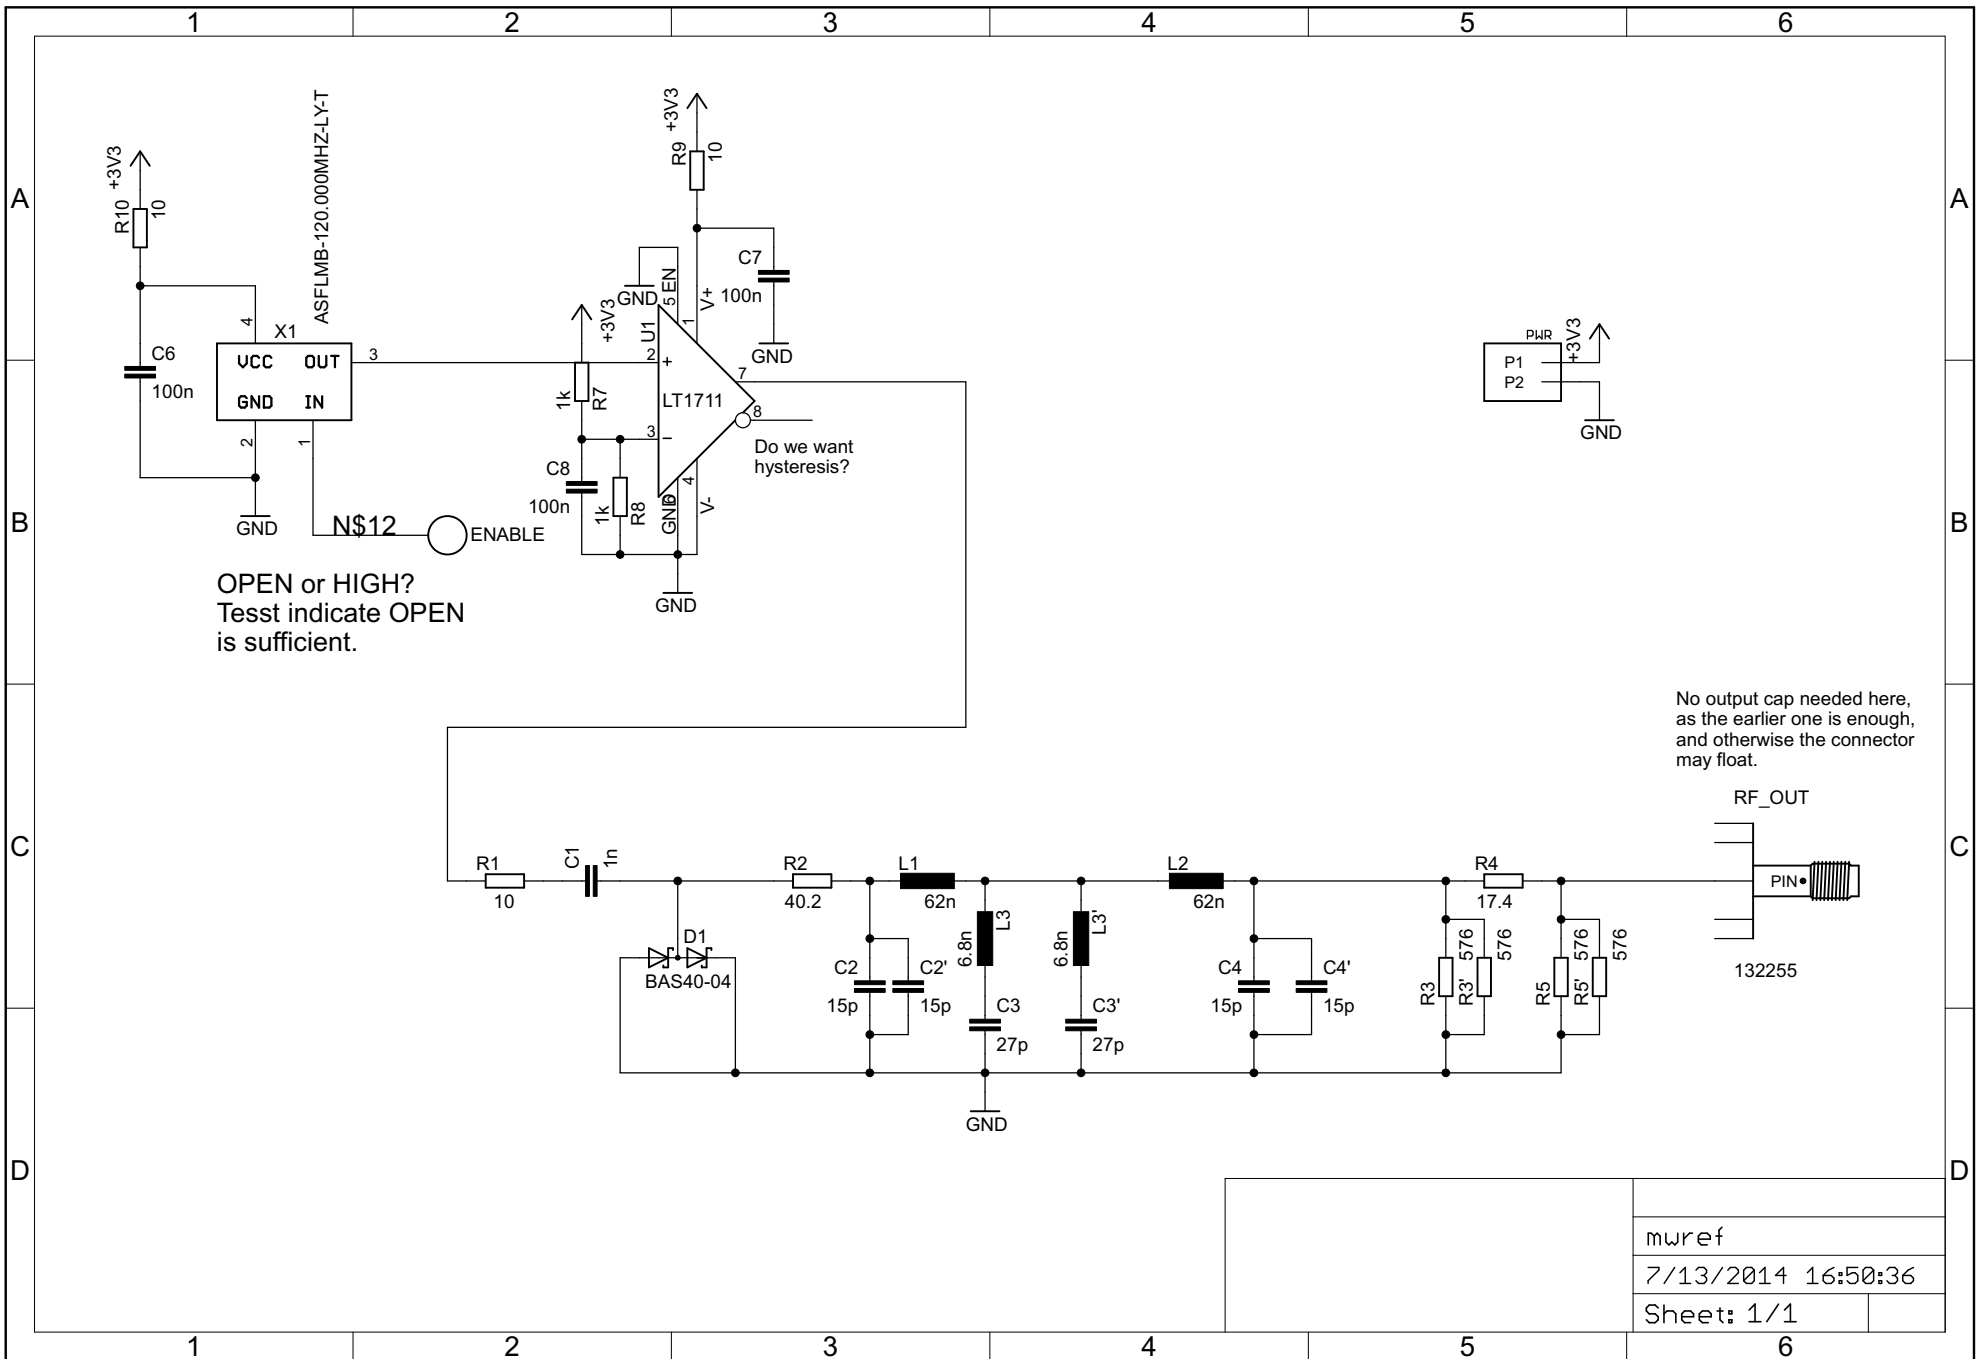 1 2 3 4 5 6
A
A
B
B
C
C
D
D
+3V3
R10
10
ASFLMB-120.000MHZ-LY-T
4
X1
C6
100n
VCC OUT
GND IN
3
2
1
GND
N$12
ENABLE
OPEN or HIGH?
Tesst indicate OPEN
is sufficient.
+3V3
R9
10
C7
100n
GND
GND
5
EN
V+
1
U1
+3V3
2
+
1k
R7
LT1711
7
8
3
-
C8
100n
1k
R8
GND
6
4
V-
GND
Do we want
hysteresis?
PWR
+3V3
P1
P2
GND
No output cap needed here,
as the earlier one is enough,
and otherwise the connector
may float.
RF_OUT
PIN
132255
R1
10
C1
1n
D1
BAS40-04
R2
40.2
L1
62n
C2
15p
C2'
15p
L3
6.8n
C3
27p
L3'
6.8n
C3'
27p
GND
L2
62n
C4
15p
C4'
15p
R4
17.4
R3
576
R3'
576
R5
576
R5'
576
mwref
7/13/2014 16:50:36
Sheet: 1/1
1 2 3 4 5 6